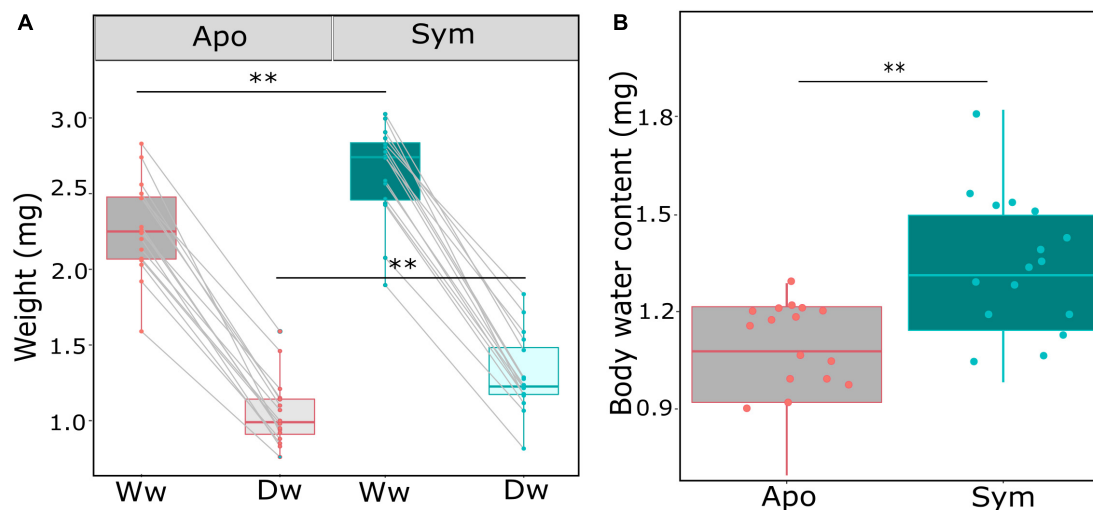 A
Apo Sym
**
**
Weight (mg)
3.0
2.5
2.0
1.5
1.0
Ww Dw Ww Dw
B
**
Body water content (mg)
1.8
1.5
1.2
0.9
Apo Sym